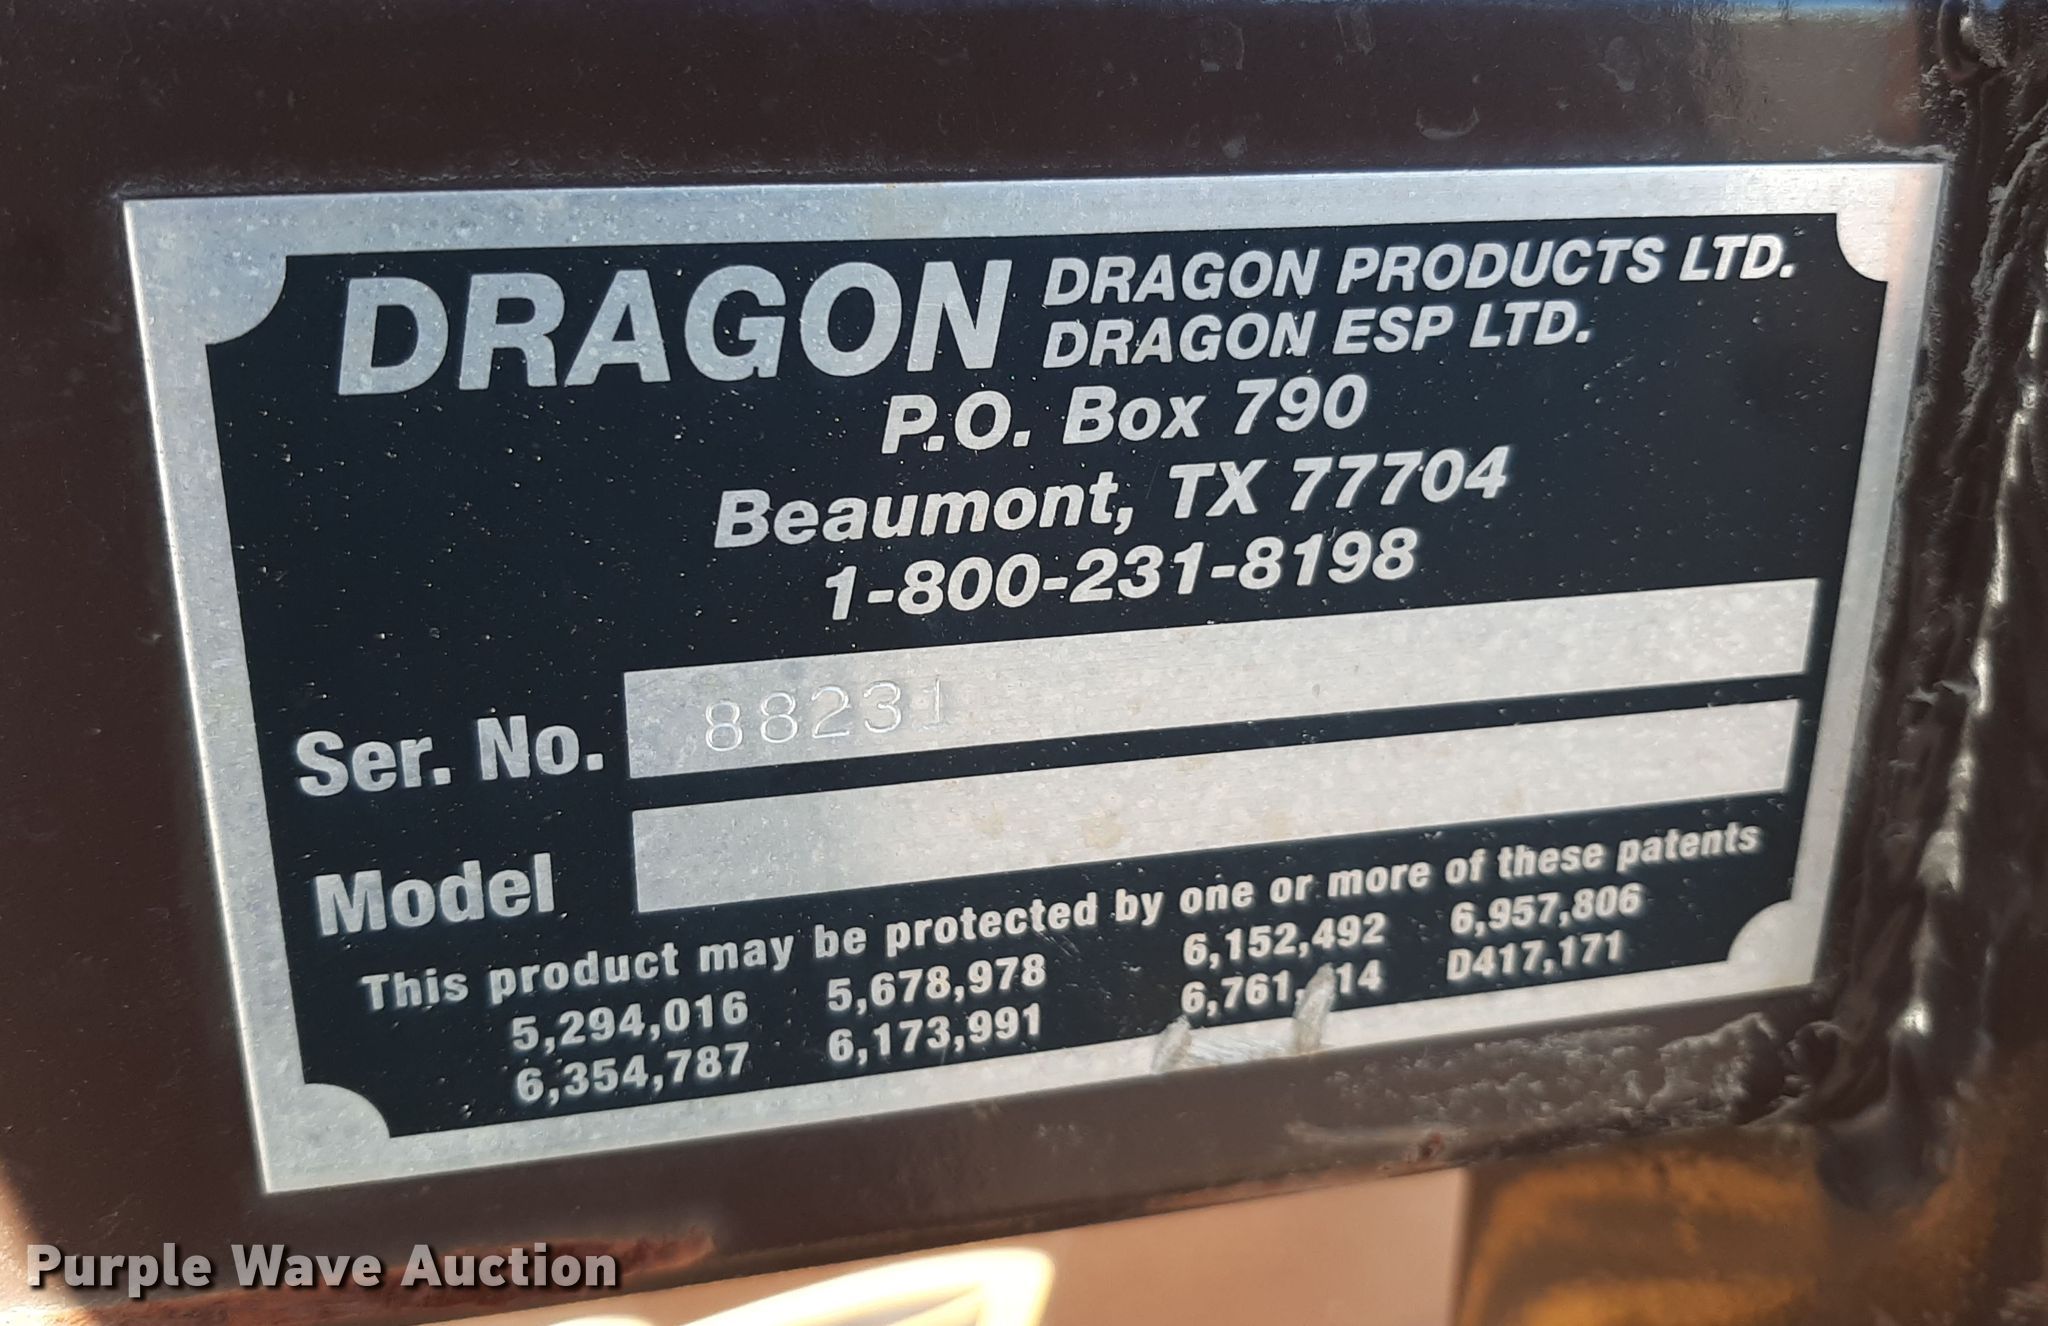 DRAGON DRAGON PRODUCTS LTD.
DRAGON ESP LTD.
P.O. Box 790
Beaumont, TX 77704
1-800-231-8198
Ser. No. 88231
Model
This product may be protected by one or more of these patents
5,294,016 5,678,978 6,152,492 6,957,806
6,354,787 6,173,991 D417,171
Purple Wave Auction